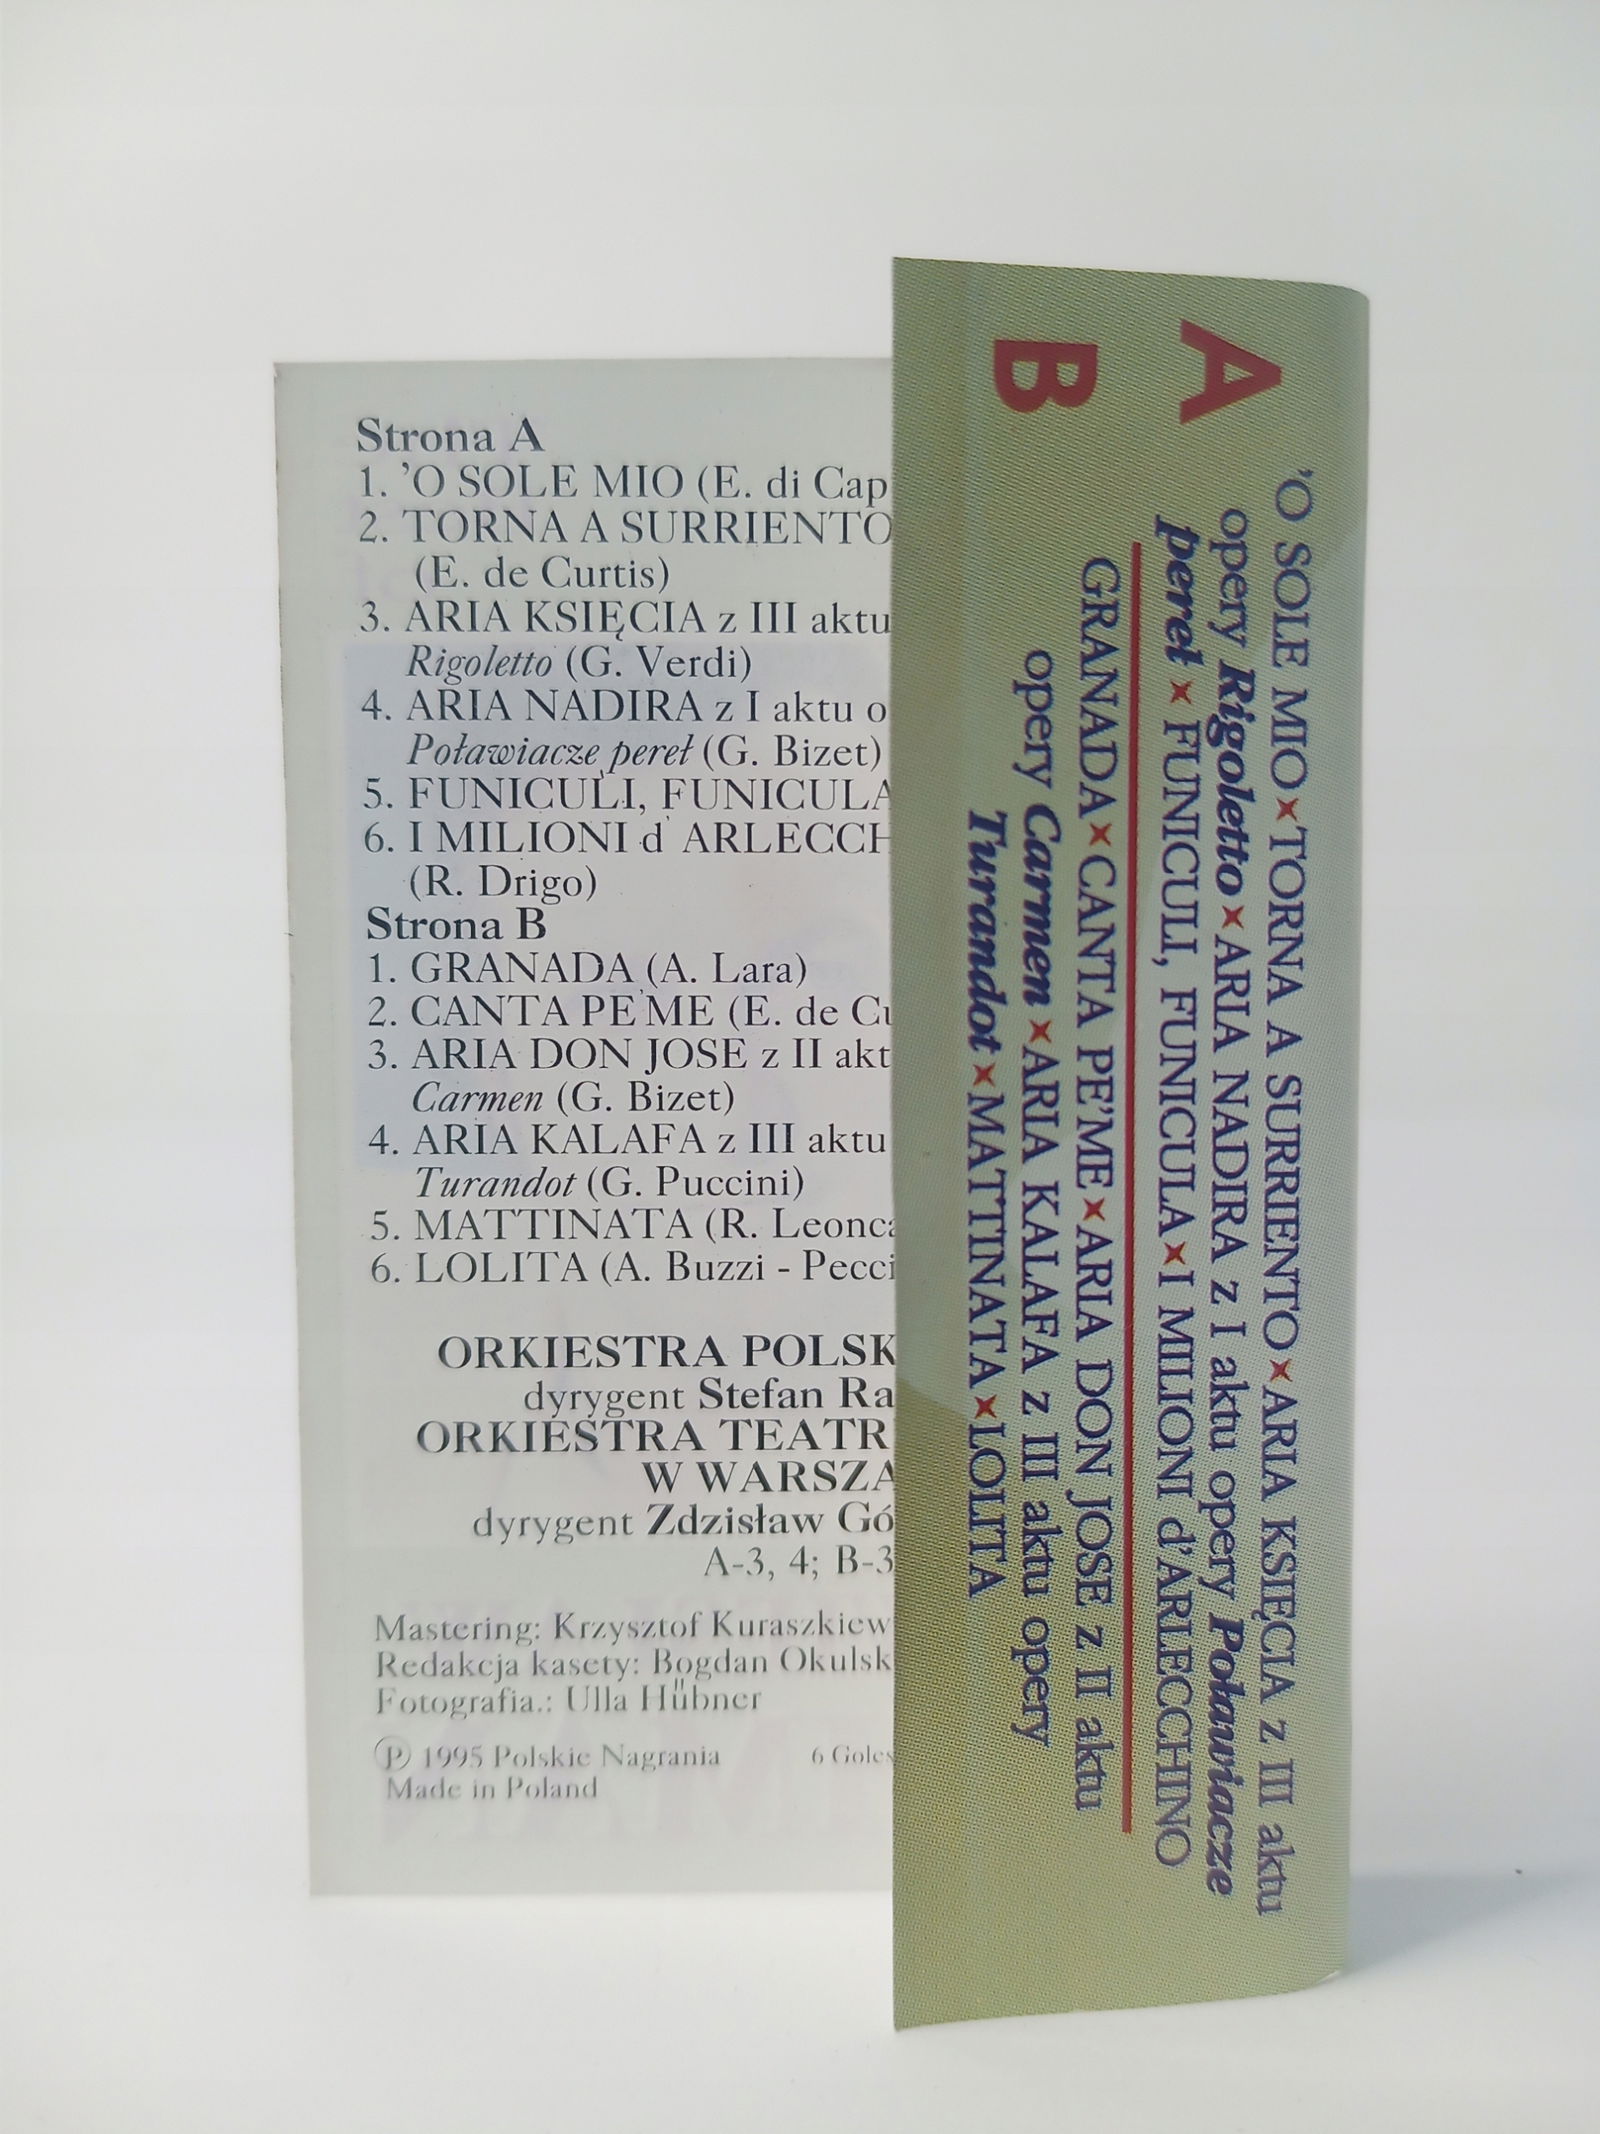 Strona A
1. 'O SOLE MIO (E. di Cap
2. TORNA A SURRIENTO
(E. de Curtis)
3. ARIA KSIĘCIA z III aktu
Rigoletto (G. Verdi)
4. ARIA NADIRA z I aktu o
Poławiacze pereł (G. Bizet)
5. FUNICULI, FUNICULA
6. I MILIONI d' ARLECCH
(R. Drigo)
Strona B
1. GRANADA (A. Lara)
2. CANTA PE'ME (E. de Cu
3. ARIA DON JOSE z II akt
Carmen (G. Bizet)
4. ARIA KALAFA z III aktu
Turandot (G. Puccini)
5. MATTINATA (R. Leonca
6. LOLITA (A. Buzzi - Pecci
ORKIESTRA POLSK
dyrygent Stefan Ra
ORKIESTRA TEATR
W WARSZA
dyrygent Zdzisław Gó
A-3, 4; B-3
Mastering: Krzysztof Kuraszkiew
Redakcja kasety: Bogdan Okulsk
Fotografia.: Ulla Hübner
Ⓟ 1995 Polskie Nagrania 6 Goles
Made in Poland
A
'O SOLE MIO × TORNA A SURRIENTO × ARIA KSIĘCIA z III aktu
opery Rigoletto × ARIA NADIRA z I aktu opery Poławiacze
pereł × FUNICULI, FUNICULA × I MILIONI d'ARLECCHINO
B
GRANADA × CANTA PE'ME × ARIA DON JOSE z II aktu
opery Carmen × ARIA KALAFA z III aktu opery
Turandot × MATTINATA × LOLITA